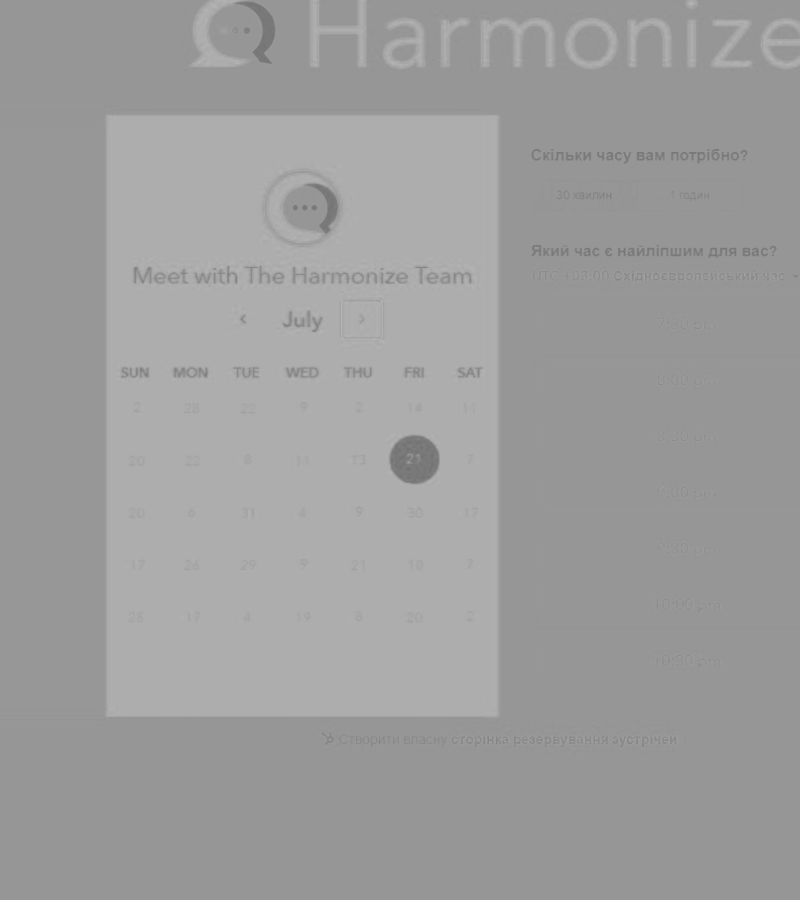 Harmonize
Meet with The Harmonize Team
July
SUN MON TUE WED THU FRI SAT
2 28 22 9 2 14 11
20 22 8 11 13 21 7
20 6 31 4 9 30 17
17 26 29 9 21 10 7
26 17 4 19 8 20 2
Скільки часу вам потрібно?
30 хвилин 1 годин
Який час є найліпшим для вас?
UTC +03:00 Східноєвропейський час
7:30 pm
8:00 pm
8:30 pm
9:00 pm
9:30 pm
10:00 pm
10:30 pm
Створити власну сторінка резервування зустрічей